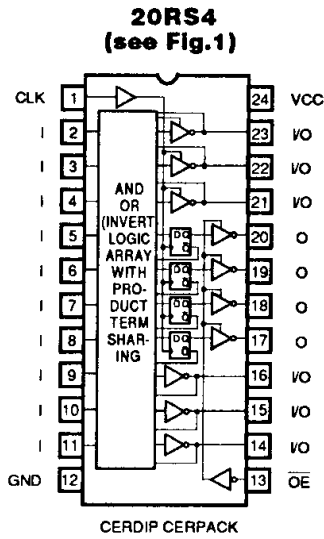 20RS4
(see Fig.1)
CLK 1 24 VCC
I 2 23 I/O
I 3 22 I/O
I 4 21 I/O
I 5 20 O
I 6 19 O
I 7 18 O
I 8 17 O
I 9 16 I/O
I 10 15 I/O
I 11 14 I/O
GND 12 13 OE
AND
OR
(INVERT
LOGIC
ARRAY
WITH
PRO-
DUCT
TERM
SHAR-
ING
CERDIP CERPACK